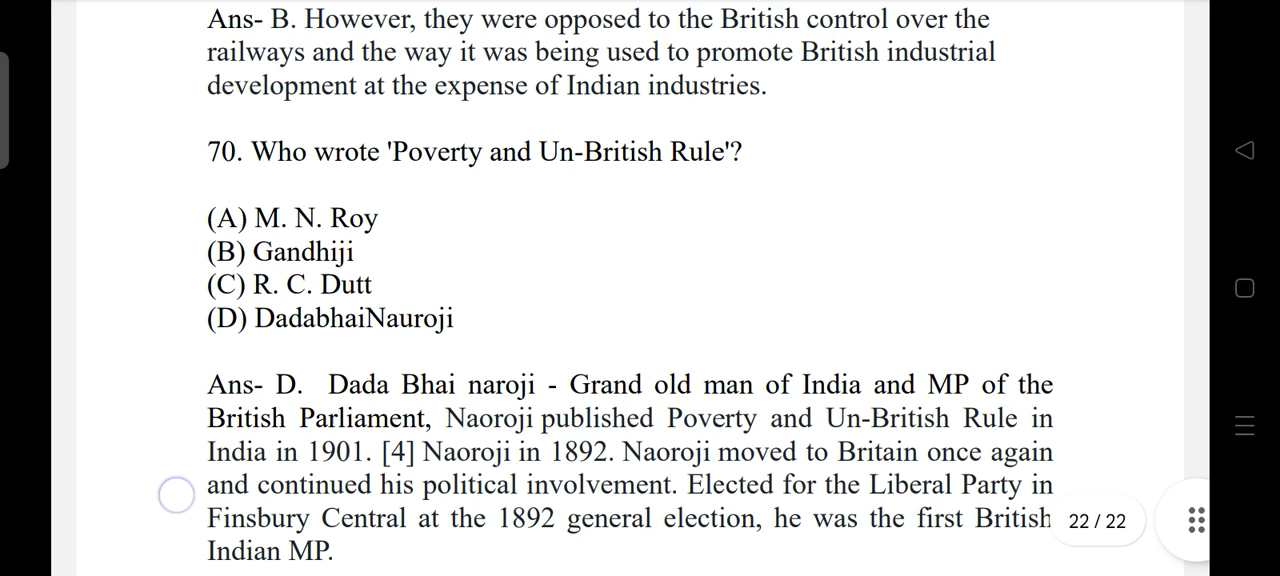 Ans- B. However, they were opposed to the British control over the
railways and the way it was being used to promote British industrial
development at the expense of Indian industries.
70. Who wrote 'Poverty and Un-British Rule'?
(A) M. N. Roy
(B) Gandhiji
(C) R. C. Dutt
(D) DadabhaiNauroji
Ans- D. Dada Bhai naroji - Grand old man of India and MP of the
British Parliament, Naoroji published Poverty and Un-British Rule in
India in 1901. [4] Naoroji in 1892. Naoroji moved to Britain once again
and continued his political involvement. Elected for the Liberal Party in
Finsbury Central at the 1892 general election, he was the first British
Indian MP.
22 / 22